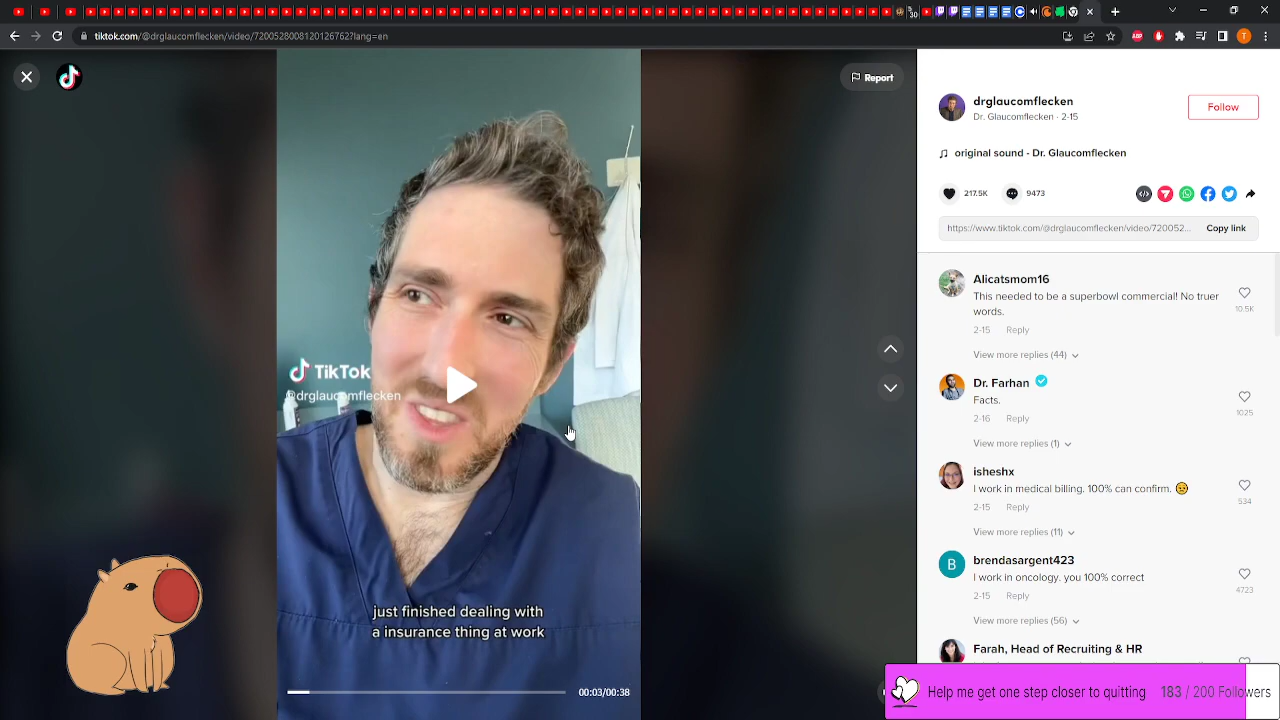 30
tiktok.com/@drglaucomflecken/video/7200528008120126762?lang=en
Report
TikTok
@drglaucomflecken
just finished dealing with
a insurance thing at work
00:03/00:38
drglaucomflecken
Dr. Glaucomflecken · 2-15
Follow
original sound - Dr. Glaucomflecken
217.5K
9473
https://www.tiktok.com/@drglaucomflecken/video/720052...
Copy link
Alicatsmom16
This needed to be a superbowl commercial! No truer
words.
10.5K
2-15 Reply
View more replies (44)
Dr. Farhan
Facts.
1025
2-16 Reply
View more replies (1)
isheshx
I work in medical billing. 100% can confirm. 😉
534
2-15 Reply
View more replies (11)
B
brendasargent423
I work in oncology. you 100% correct
4723
2-15 Reply
View more replies (56)
Farah, Head of Recruiting & HR
Help me get one step closer to quitting 183 / 200 Followers